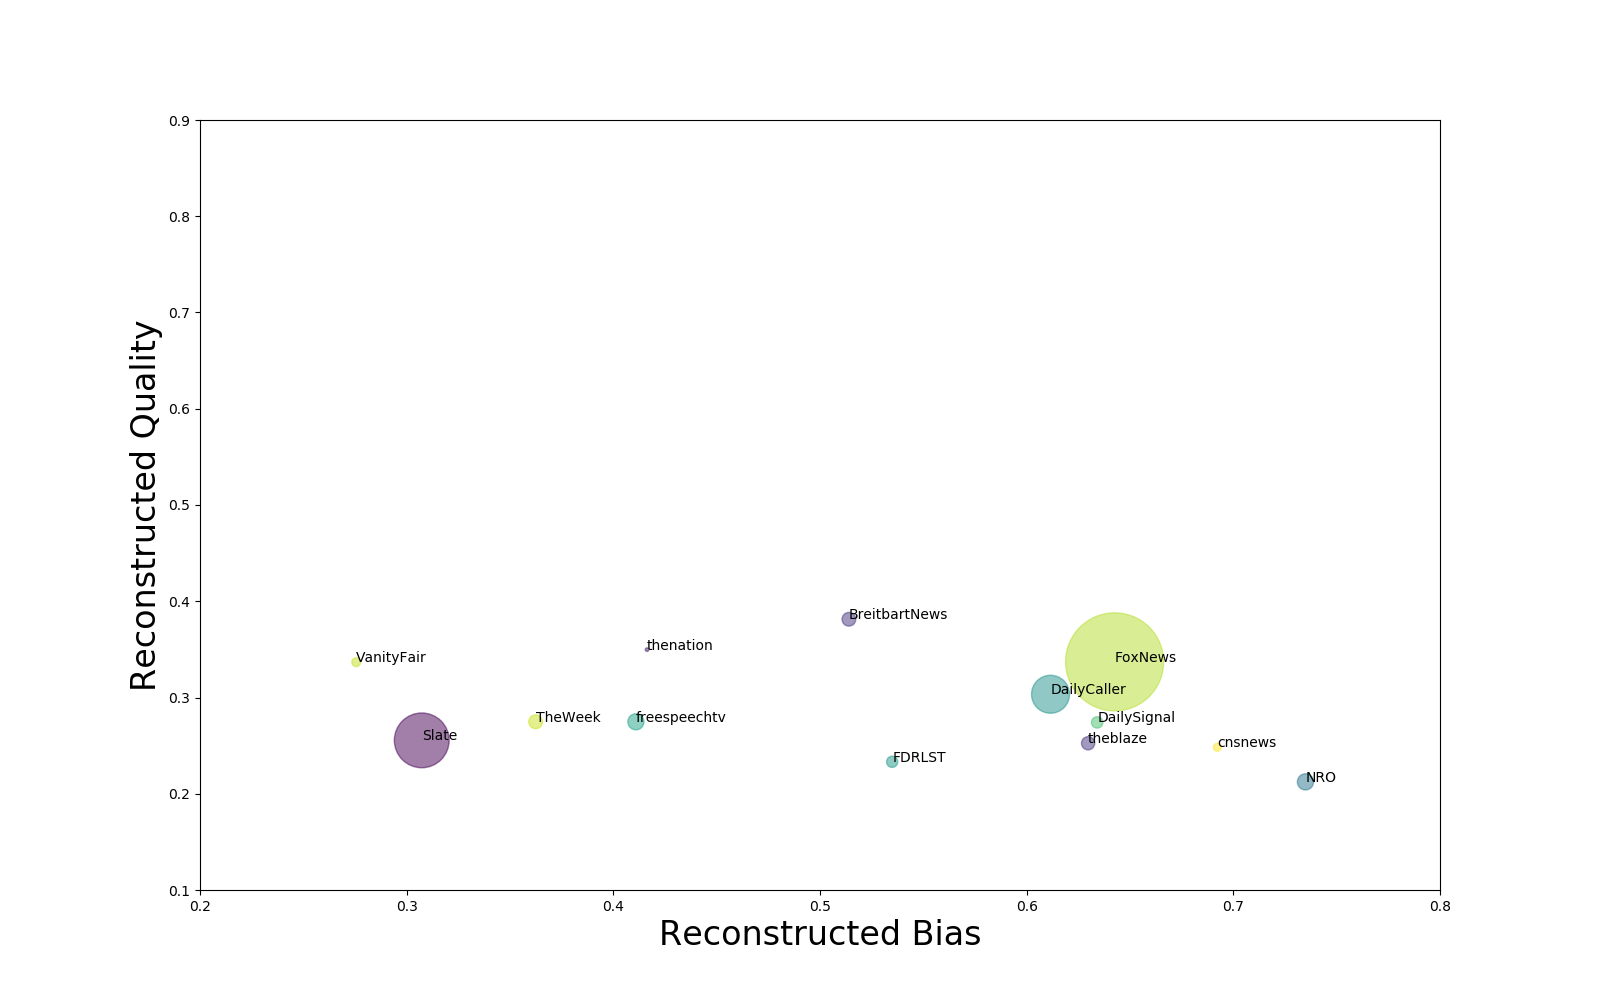 0.9
0.8
0.7
0.6
0.5
0.4
0.3
0.2
0.1
Reconstructed Quality
BreitbartNews
thenation
VanityFair
FoxNews
DailyCaller
TheWeek
freespeechtv
DailySignal
Slate
theblaze
cnsnews
FDRLST
NRO
0.2 0.3 0.4 0.5 0.6 0.7 0.8
Reconstructed Bias